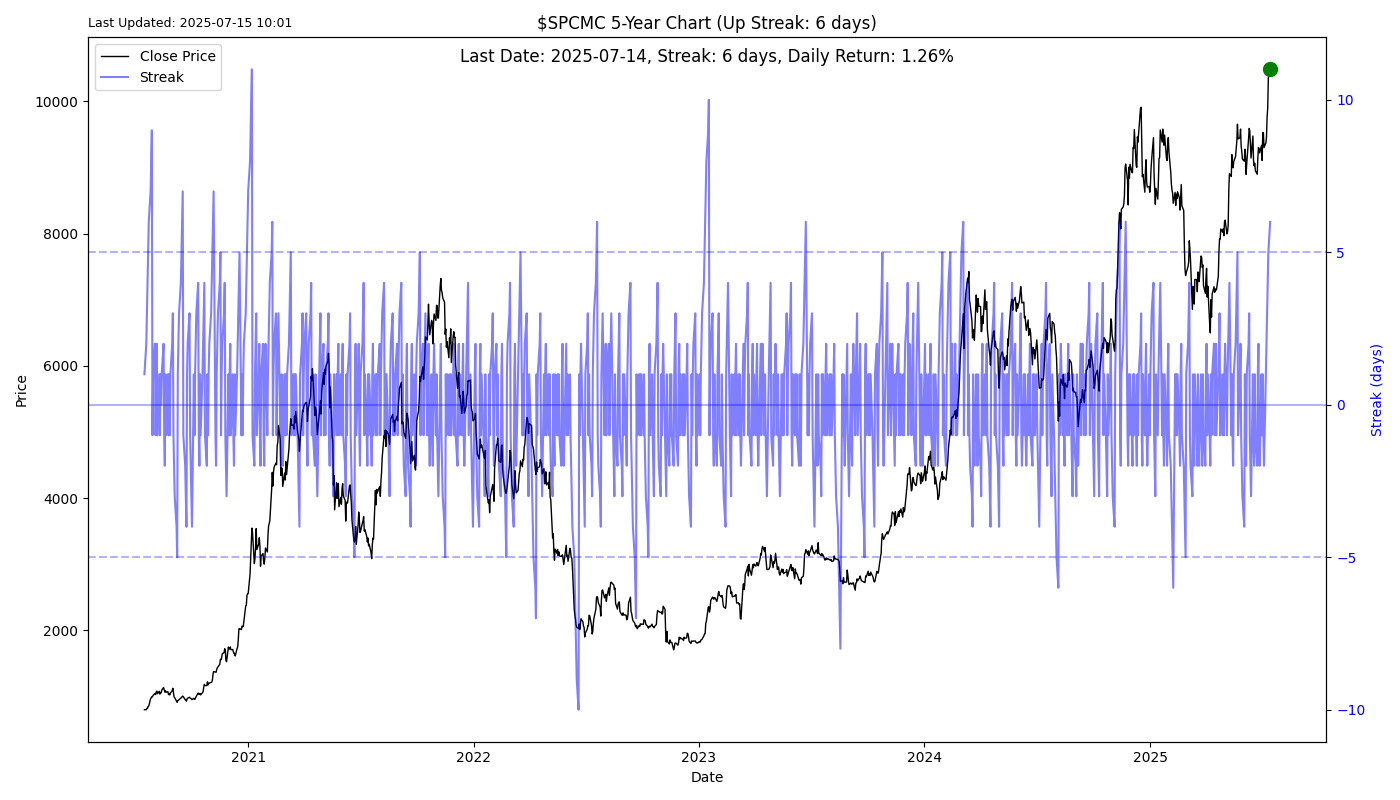 Last Updated: 2025-07-15 10:01
$SPCMC 5-Year Chart (Up Streak: 6 days)
Last Date: 2025-07-14, Streak: 6 days, Daily Return: 1.26%
Close Price
Streak
10000
8000
6000
4000
2000
Price
10
5
0
−5
−10
Streak (days)
2021
2022
2023
2024
2025
Date